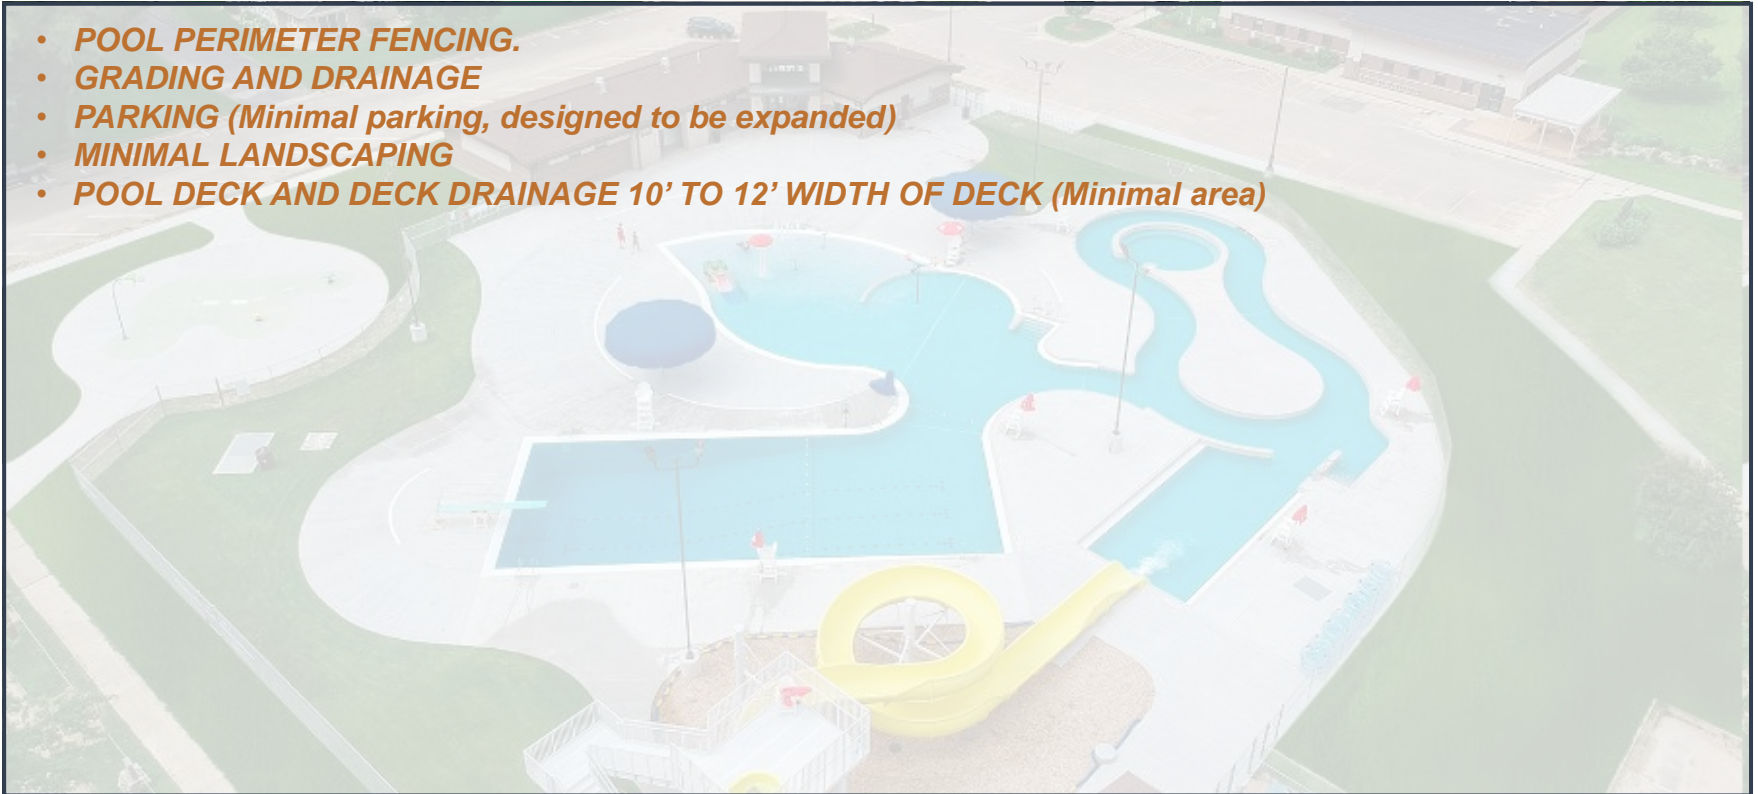 • POOL PERIMETER FENCING.
• GRADING AND DRAINAGE
• PARKING (Minimal parking, designed to be expanded)
• MINIMAL LANDSCAPING
• POOL DECK AND DECK DRAINAGE 10’ TO 12’ WIDTH OF DECK (Minimal area)